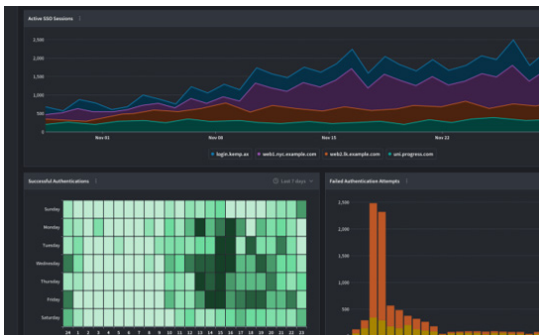 Active SSO Sessions
2,500
2,000
1,500
1,000
500
0
Nov 01
Nov 08
Nov 15
Nov 22
login.kemp.ax web1.nyc.example.com web2.lk.example.com uni.progress.com
Successful Authentications
Last 7 days
Sunday
Monday
Tuesday
Wednesday
Thursday
Friday
Saturday
24 1 2 3 4 5 6 7 8 9 10 11 12 13 14 15 16 17 18 19 20 21 22 23
Failed Authentication Attempts
2,500
2,000
1,500
1,000
500